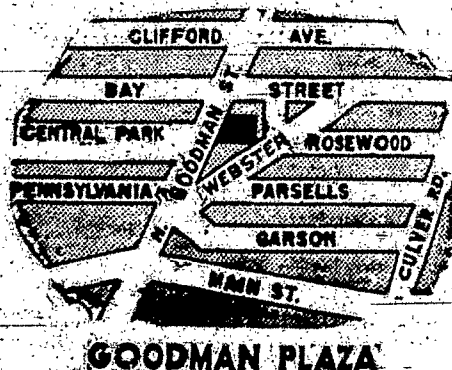 CLIFFORD AVE.
BAY STREET
CENTRAL PARK
ROSEWOOD
N. GOODMAN ST.
WEBSTER
PENNSYLVANIA
PARSELLS
GARSON
CULVER RD.
MAIN ST.
GOODMAN PLAZA